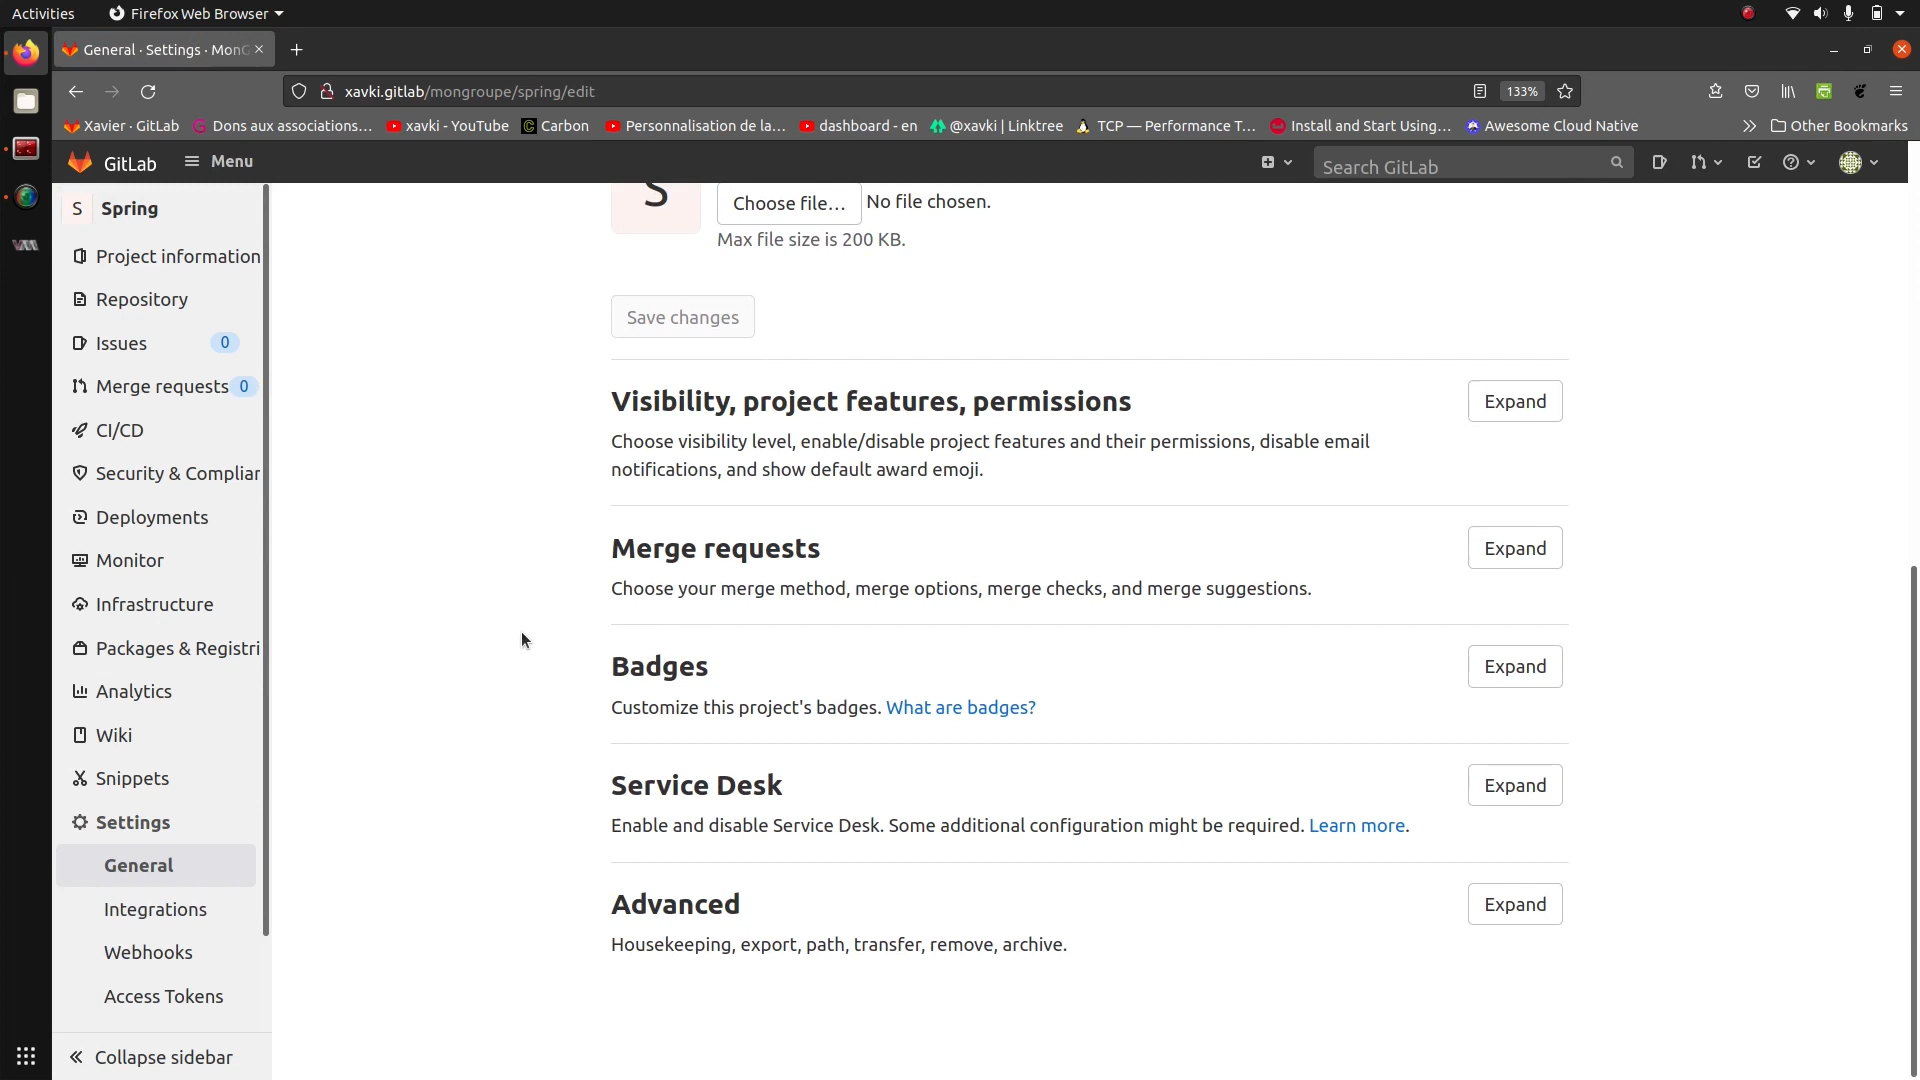 Activities
Firefox Web Browser
General · Settings · Mon
xavki.gitlab/mongroupe/spring/edit
133%
Xavier · GitLab
Dons aux associations...
xavki - YouTube
Carbon
Personnalisation de la...
dashboard - en
@xavki | Linktree
TCP — Performance T...
Install and Start Using...
Awesome Cloud Native
Other Bookmarks
GitLab
Menu
Search GitLab
S
Spring
Project information
Repository
Issues
0
Merge requests
0
CI/CD
Security & Complian
Deployments
Monitor
Infrastructure
Packages & Registri
Analytics
Wiki
Snippets
Settings
General
Integrations
Webhooks
Access Tokens
Collapse sidebar
S
Choose file...
No file chosen.
Max file size is 200 KB.
Save changes
Visibility, project features, permissions
Expand
Choose visibility level, enable/disable project features and their permissions, disable email
notifications, and show default award emoji.
Merge requests
Expand
Choose your merge method, merge options, merge checks, and merge suggestions.
Badges
Expand
Customize this project's badges. What are badges?
Service Desk
Expand
Enable and disable Service Desk. Some additional configuration might be required. Learn more.
Advanced
Expand
Housekeeping, export, path, transfer, remove, archive.